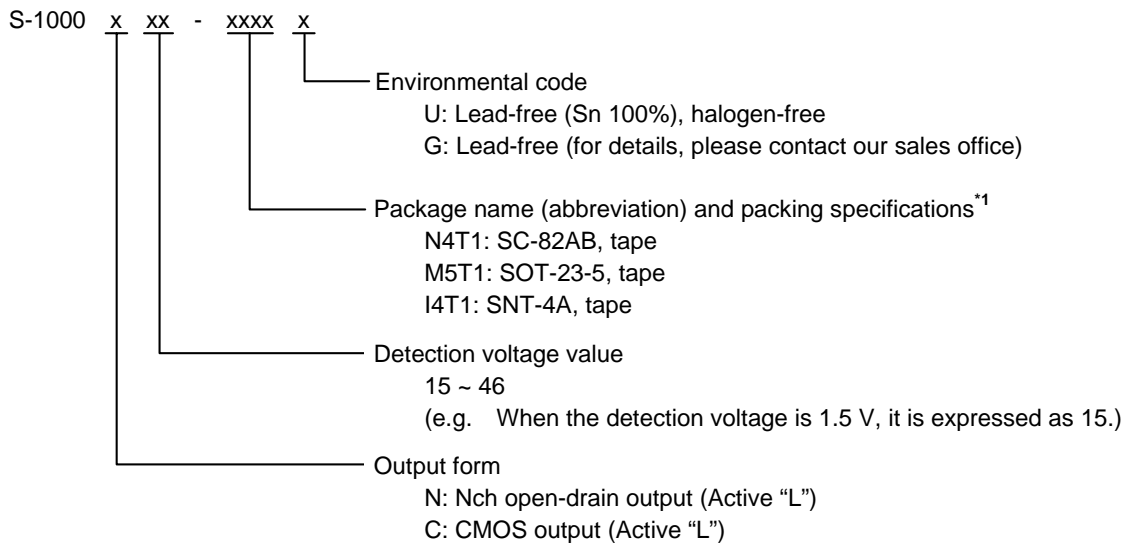 S-1000 x xx - xxxx x
Environmental code
U: Lead-free (Sn 100%), halogen-free
G: Lead-free (for details, please contact our sales office)
Package name (abbreviation) and packing specifications*1
N4T1: SC-82AB, tape
M5T1: SOT-23-5, tape
I4T1: SNT-4A, tape
Detection voltage value
15 ~ 46
(e.g. When the detection voltage is 1.5 V, it is expressed as 15.)
Output form
N: Nch open-drain output (Active “L”)
C: CMOS output (Active “L”)